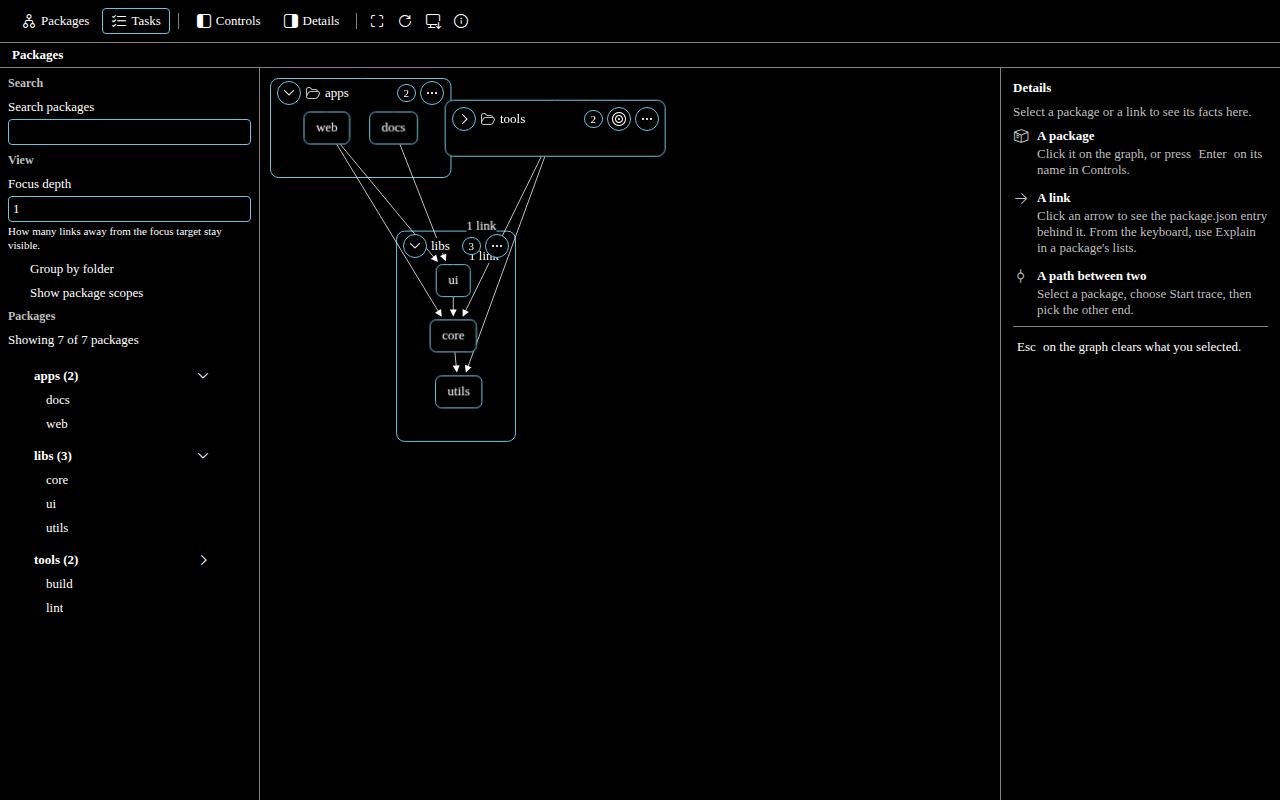 Packages
Tasks
Controls
Details
Packages
Search
Search packages
View
Focus depth
1
How many links away from the focus target stay
visible.
Group by folder
Show package scopes
Packages
Showing 7 of 7 packages
apps (2)
docs
web
libs (3)
core
ui
utils
tools (2)
build
lint
apps
2
web
docs
tools
2
1 link
libs
3
1 link
ui
core
utils
Details
Select a package or a link to see its facts here.
A package
Click it on the graph, or press Enter on its
name in Controls.
A link
Click an arrow to see the package.json entry
behind it. From the keyboard, use Explain
in a package's lists.
A path between two
Select a package, choose Start trace, then
pick the other end.
Esc on the graph clears what you selected.